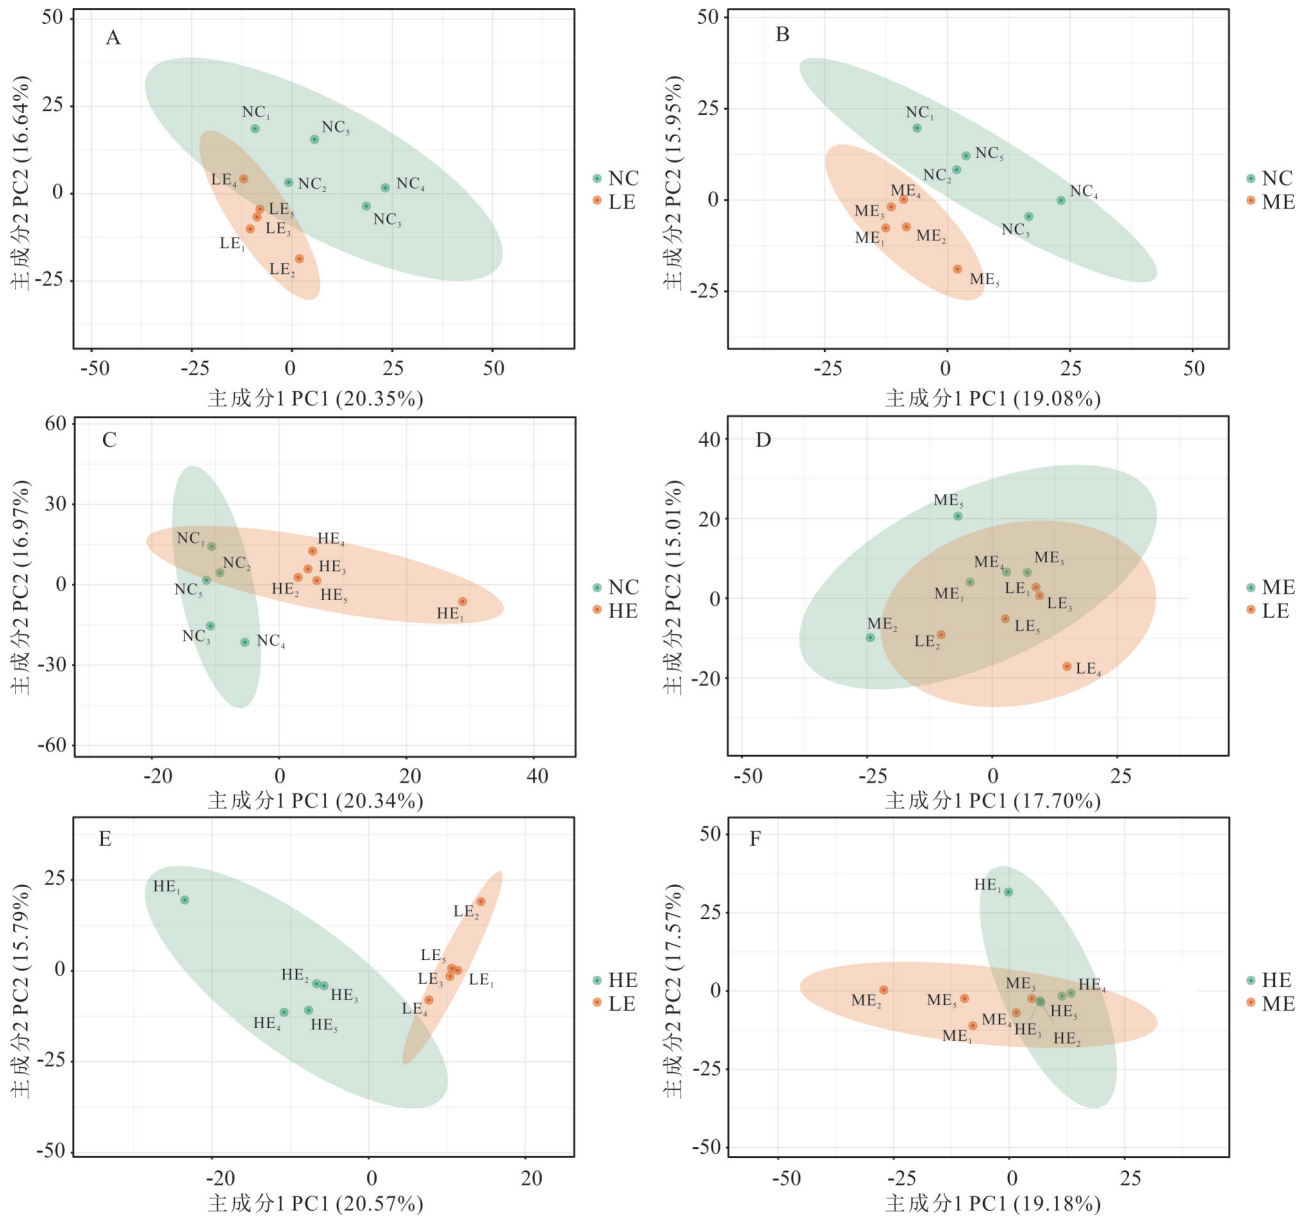 A
50
25
0
-25
主成分2 PC2 (16.64%)
NC₁
NC₅
NC₂
NC₄
NC₃
LE₄
LE₅
LE₃
LE₁
LE₂
-50
-25
0
25
50
主成分1 PC1 (20.35%)
NC
LE
B
50
25
0
-25
主成分2 PC2 (15.95%)
NC₁
NC₅
NC₂
NC₄
NC₃
ME₄
ME₃
ME₁
ME₂
ME₅
-25
0
25
50
主成分1 PC1 (19.08%)
NC
ME
C
60
30
0
-30
-60
主成分2 PC2 (16.97%)
NC₁
NC₂
NC₅
NC₃
NC₄
HE₄
HE₃
HE₂
HE₅
HE₁
-20
0
20
40
主成分1 PC1 (20.34%)
NC
HE
D
40
20
0
-20
主成分2 PC2 (15.01%)
ME₅
ME₄
ME₃
ME₁
LE₁
LE₃
ME₂
LE₅
LE₂
LE₄
-50
-25
0
25
主成分1 PC1 (17.70%)
ME
LE
E
25
0
-25
-50
主成分2 PC2 (15.79%)
HE₁
HE₂
HE₃
HE₄
HE₅
LE₂
LE₅
LE₃
LE₁
LE₄
-20
0
20
主成分1 PC1 (20.57%)
HE
LE
F
50
25
0
-25
-50
主成分2 PC2 (17.57%)
HE₁
ME₂
ME₅
ME₃
HE₄
ME₄
HE₅
ME₁
HE₃
HE₂
-50
-25
0
25
主成分1 PC1 (19.18%)
HE
ME